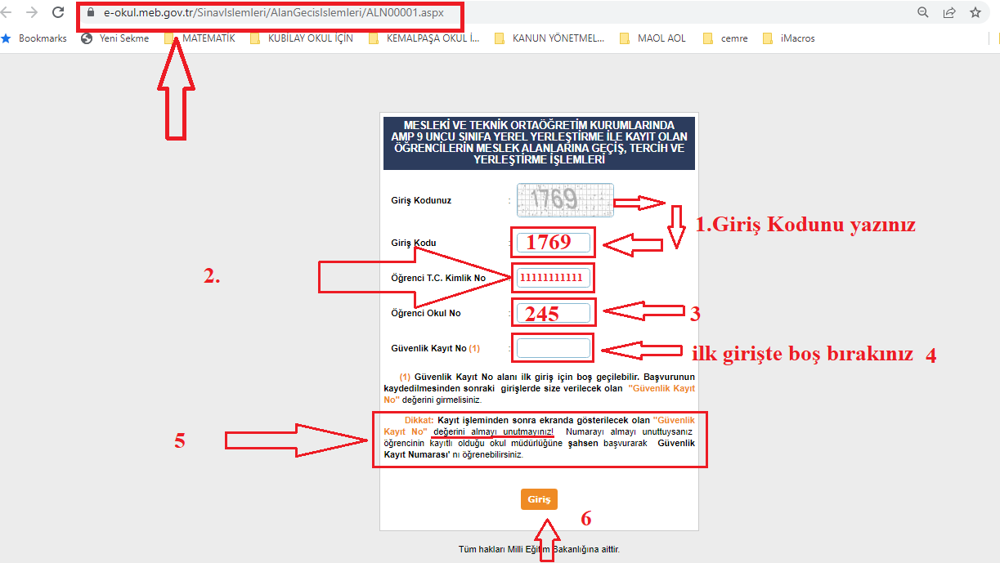 e-okul.meb.gov.tr/SinavIslemleri/AlanGecisIslemleri/ALN00001.aspx
Bookmarks Yeni Sekme MATEMATİK KUBİLAY OKUL İÇİN KEMALPAŞA OKUL İ... KANUN YÖNETMEL... MAOL AOL cemre iMacros
MESLEKİ VE TEKNİK ORTAÖĞRETİM KURUMLARINDA
AMP 9 UNCU SINIFA YEREL YERLEŞTİRME İLE KAYIT OLAN
ÖĞRENCİLERİN MESLEK ALANLARINA GEÇİŞ, TERCİH VE
YERLEŞTİRME İŞLEMLERİ
Giriş Kodunuz : 1769
1.Giriş Kodunu yazınız
Giriş Kodu : 1769
2.
Öğrenci T.C. Kimlik No 11111111111
Öğrenci Okul No : 245
3
Güvenlik Kayıt No (1) :
ilk girişte boş bırakınız 4
(1) Güvenlik Kayıt No alanı ilk giriş için boş geçilebilir. Başvurunun
kaydedilmesinden sonraki girişlerde size verilecek olan "Güvenlik Kayıt
No" değerini girmelisiniz.
5
Dikkat: Kayıt işleminden sonra ekranda gösterilecek olan "Güvenlik
Kayıt No" değerini almayı unutmayınız! Numarayı almayı unuttuysanız
öğrencinin kayıtlı olduğu okul müdürlüğüne şahsen başvurarak Güvenlik
Kayıt Numarası' nı öğrenebilirsiniz.
Giriş
6
Tüm hakları Milli Eğitim Bakanlığına aittir.